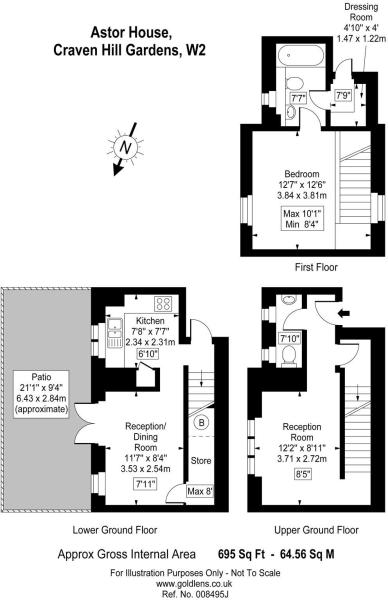 Astor House,
Craven Hill Gardens, W2
Dressing
Room
4'10" x 4'
1.47 x 1.22m
7'7"
7'9"
N
Bedroom
12'7" x 12'6"
3.84 x 3.81m
Max 10'1"
Min 8'4"
First Floor
Kitchen
7'8" x 7'7"
2.34 x 2.31m
6'10"
Patio
21'1" x 9'4"
6.43 x 2.84m
(approximate)
Reception/
Dining
Room
11'7" x 8'4"
3.53 x 2.54m
7'11"
B
Store
Max 8'
Lower Ground Floor
7'10"
Reception
Room
12'2" x 8'11"
3.71 x 2.72m
8'5"
Upper Ground Floor
Approx Gross Internal Area 695 Sq Ft - 64.56 Sq M
For Illustration Purposes Only - Not To Scale
www.goldlens.co.uk
Ref. No. 008495J